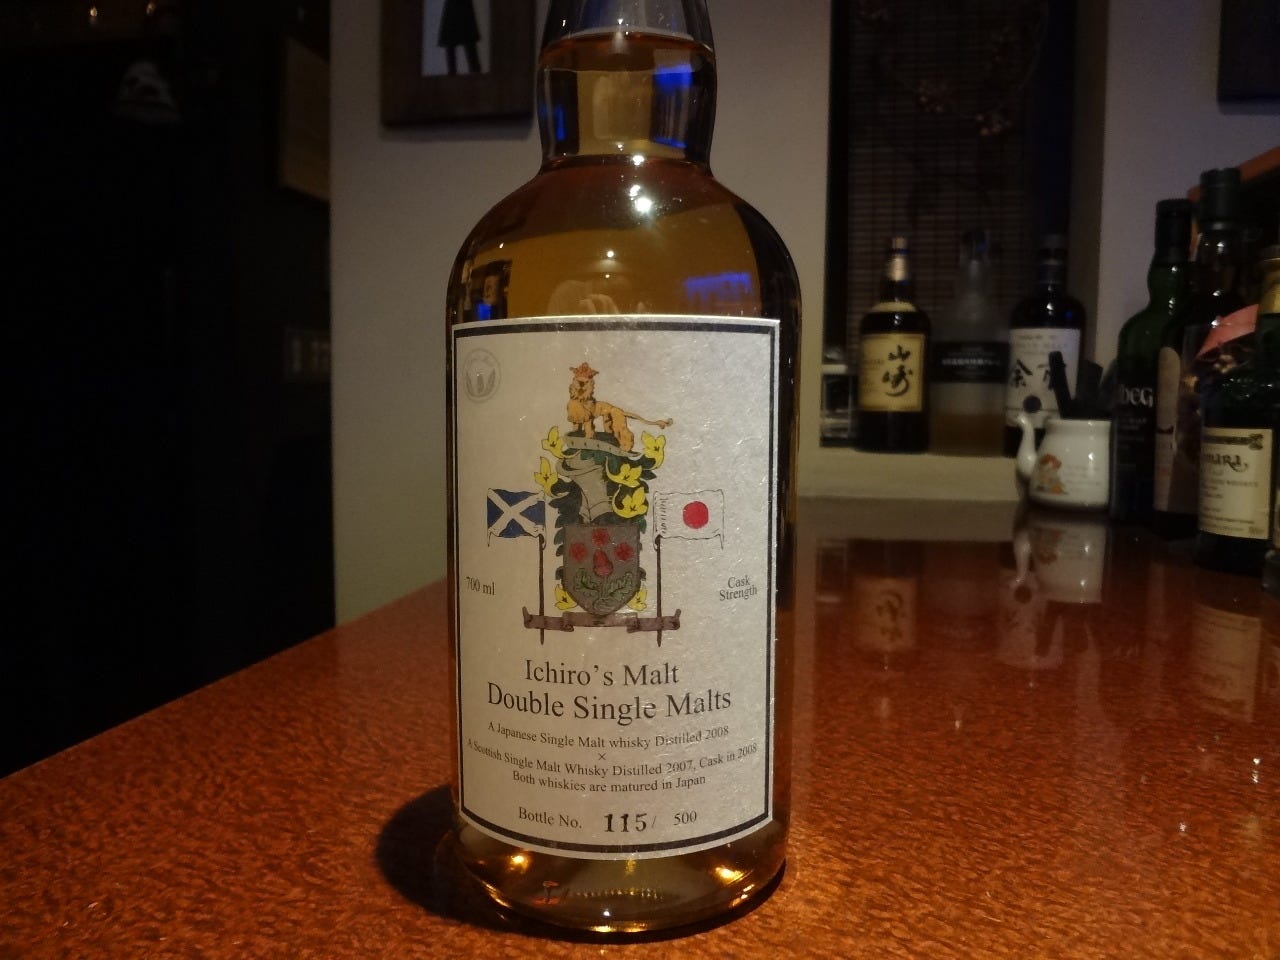 700 ml
Cask
Strength
Ichiro's Malt
Double Single Malts
A Japanese Single Malt whisky Distilled 2008
×
A Scottish Single Malt Whisky Distilled 2007, Cask in 2008
Both whiskies are matured in Japan
Bottle No. 115/ 500
山崎
余市